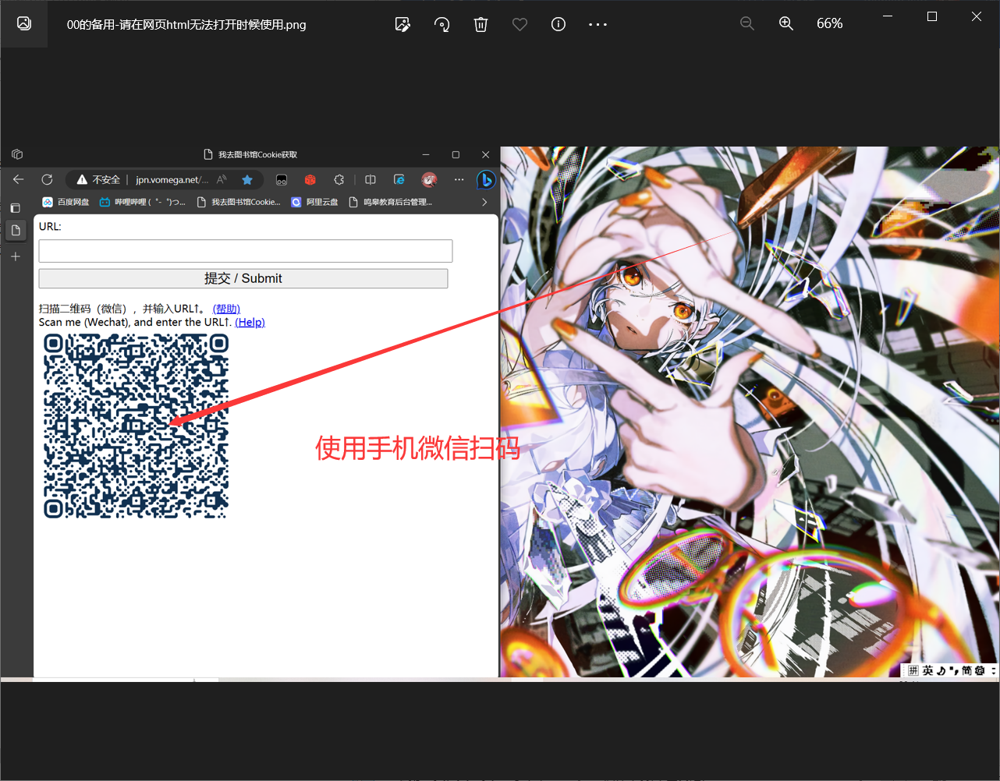 00的备用-请在网页html无法打开时候使用.png
66%
我去图书馆Cookie获取
不安全
jpn.vomega.net/...
百度网盘
哔哩哔哩 (゜-゜)つ...
我去图书馆Cookie...
阿里云盘
鸣皋教育后台管理...
URL:
提交 / Submit
扫描二维码（微信），并输入URL↑。 (帮助)
Scan me (Wechat), and enter the URL↑. (Help)
使用手机微信扫码
拼 英 简